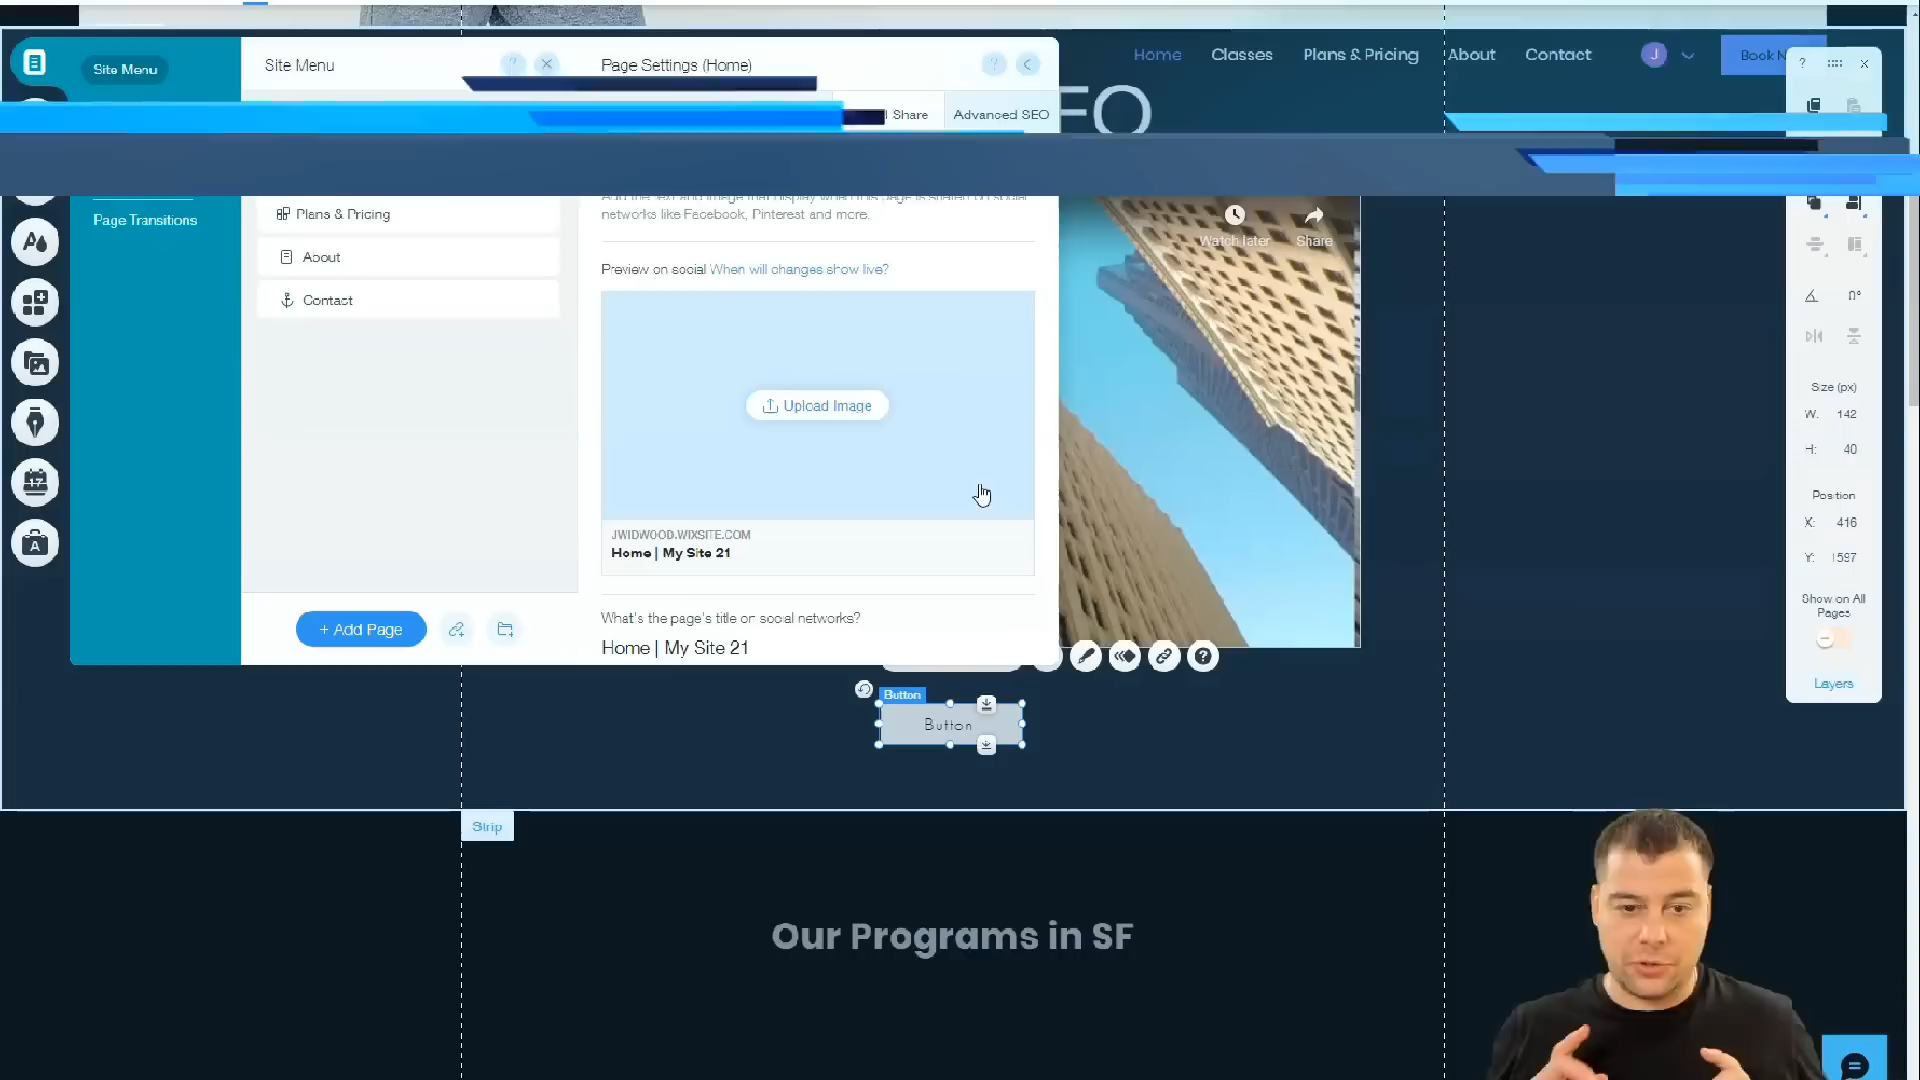 Site Menu
Site Menu
Page Settings (Home)
Home
Classes
Plans & Pricing
About
Contact
J
Book N
Share
Advanced SEO
Page Transitions
Plans & Pricing
networks like Facebook, Pinterest and more.
Watch later
Share
About
Preview on social When will changes show live?
Contact
Upload Image
Size (px)
W: 142
H: 40
Position
X: 416
Y: 1597
17
A
JWIDWOOD.WIXSITE.COM
Home | My Site 21
Show on All
Pages
What's the page's title on social networks?
+ Add Page
Home | My Site 21
Layers
Button
Button
Strip
Our Programs in SF